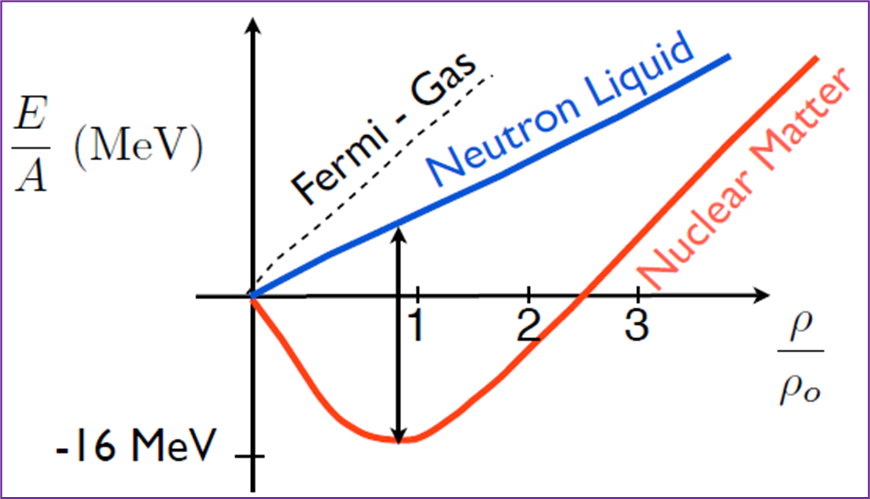 E/A (MeV)
Fermi - Gas
Neutron Liquid
Nuclear Matter
1
2
3
ρ/ρₒ
-16 MeV